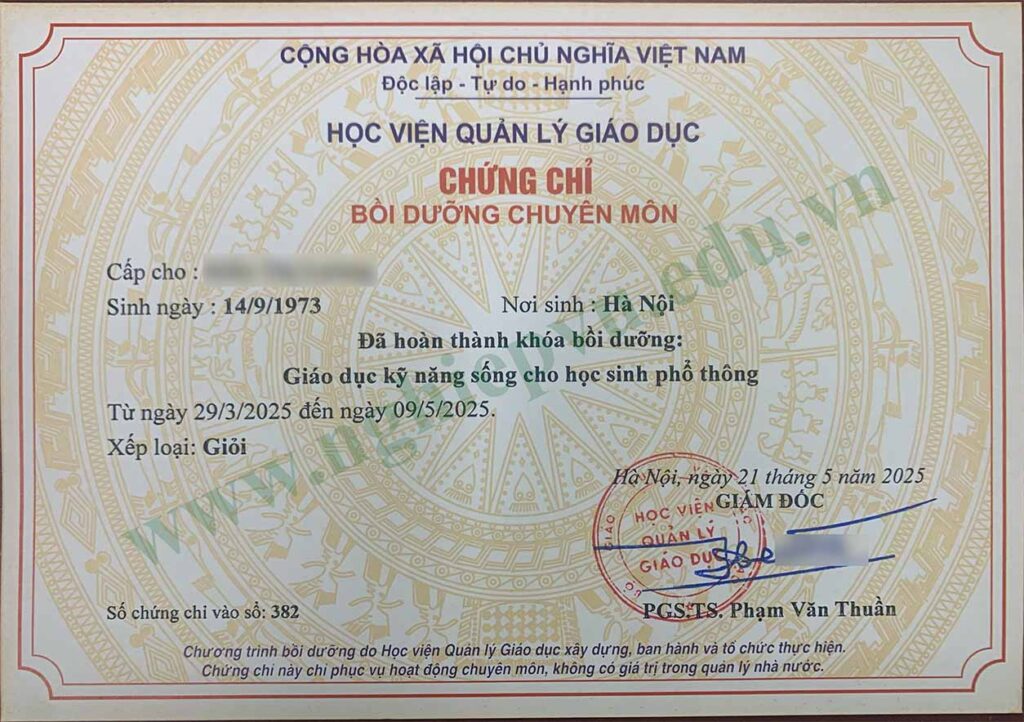 CỘNG HÒA XÃ HỘI CHỦ NGHĨA VIỆT NAM
Độc lập - Tự do - Hạnh phúc
HỌC VIỆN QUẢN LÝ GIÁO DỤC
CHỨNG CHỈ
BỒI DƯỠNG CHUYÊN MÔN
Cấp cho :
Sinh ngày : 14/9/1973 Nơi sinh : Hà Nội
Đã hoàn thành khóa bồi dưỡng:
Giáo dục kỹ năng sống cho học sinh phổ thông
Từ ngày 29/3/2025 đến ngày 09/5/2025.
Xếp loại: Giỏi
Hà Nội, ngày 21 tháng 5 năm 2025
GIÁM ĐỐC
HỌC VIỆN
QUẢN LÝ
GIÁO DỤC
PGS.TS. Phạm Văn Thuần
Số chứng chỉ vào sổ: 382
Chương trình bồi dưỡng do Học viện Quản lý Giáo dục xây dựng, ban hành và tổ chức thực hiện.
Chứng chỉ này chỉ phục vụ hoạt động chuyên môn, không có giá trị trong quản lý nhà nước.
www.nghiepvu.edu.vn